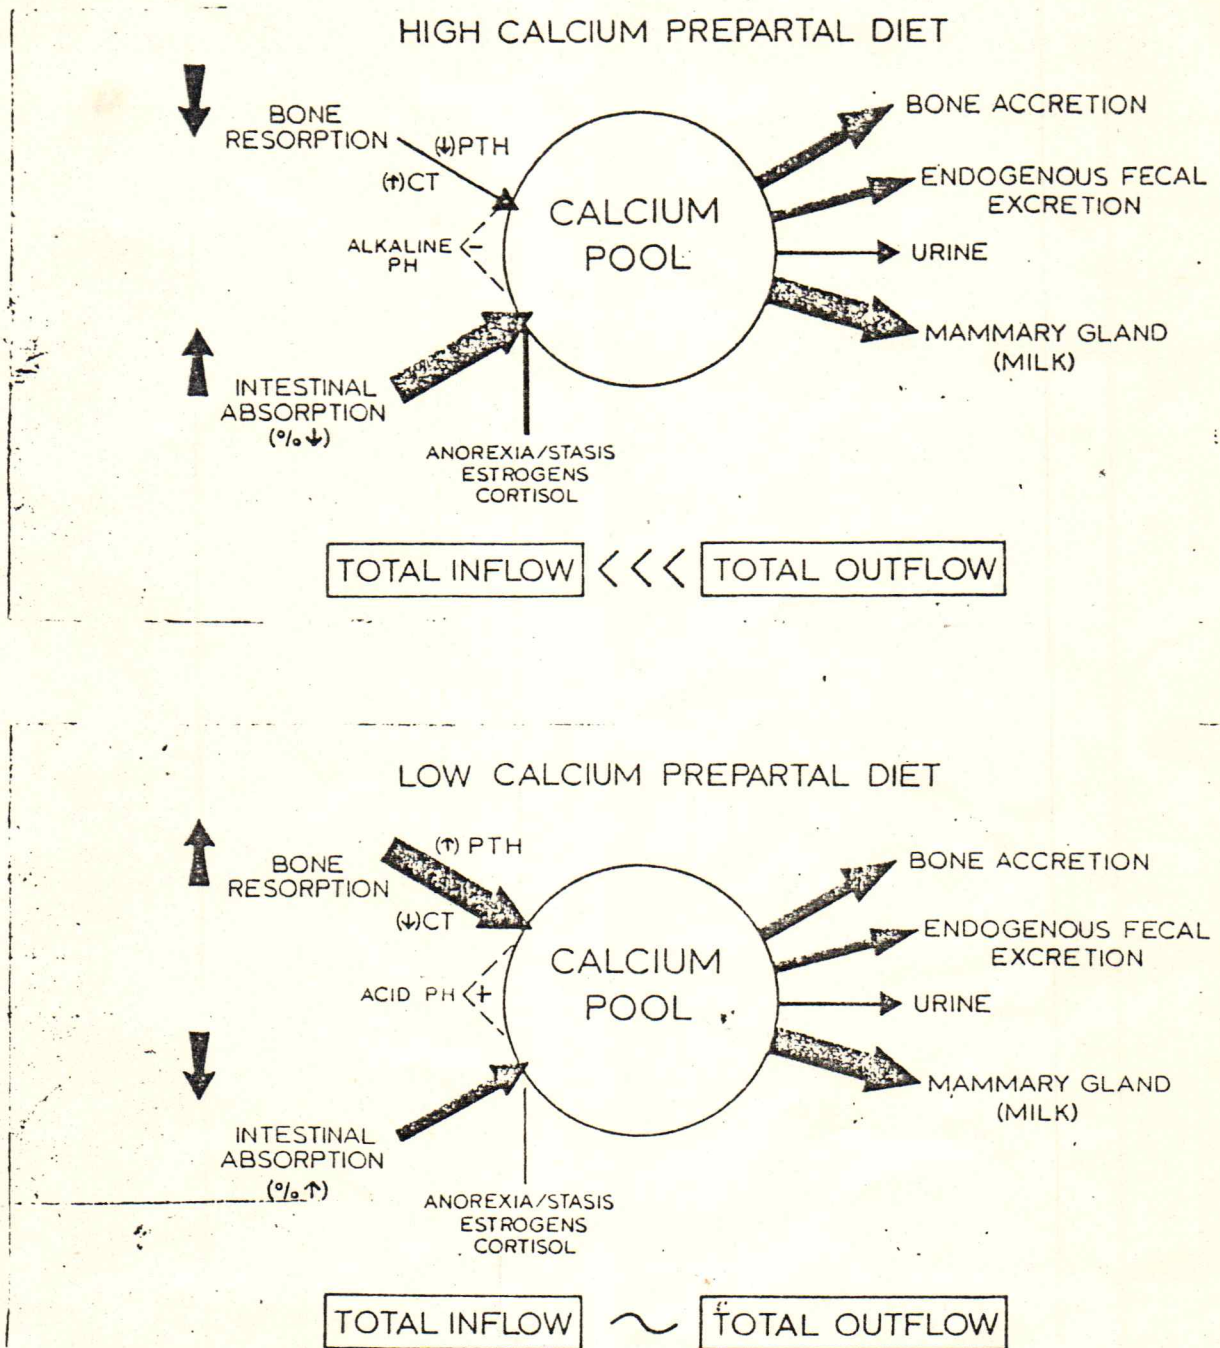 HIGH CALCIUM PREPARTAL DIET
BONE
RESORPTION
(↓)PTH
(↑)CT
ALKALINE
PH
-
INTESTINAL
ABSORPTION
(%↓)
ANOREXIA/STASIS
ESTROGENS
CORTISOL
CALCIUM
POOL
BONE ACCRETION
ENDOGENOUS FECAL
EXCRETION
URINE
MAMMARY GLAND
(MILK)
TOTAL INFLOW <<< TOTAL OUTFLOW
LOW CALCIUM PREPARTAL DIET
BONE
RESORPTION
(↑) PTH
(↓)CT
ACID PH
+
INTESTINAL
ABSORPTION
(%↑)
ANOREXIA/STASIS
ESTROGENS
CORTISOL
CALCIUM
POOL
BONE ACCRETION
ENDOGENOUS FECAL
EXCRETION
URINE
MAMMARY GLAND
(MILK)
TOTAL INFLOW ~ TOTAL OUTFLOW